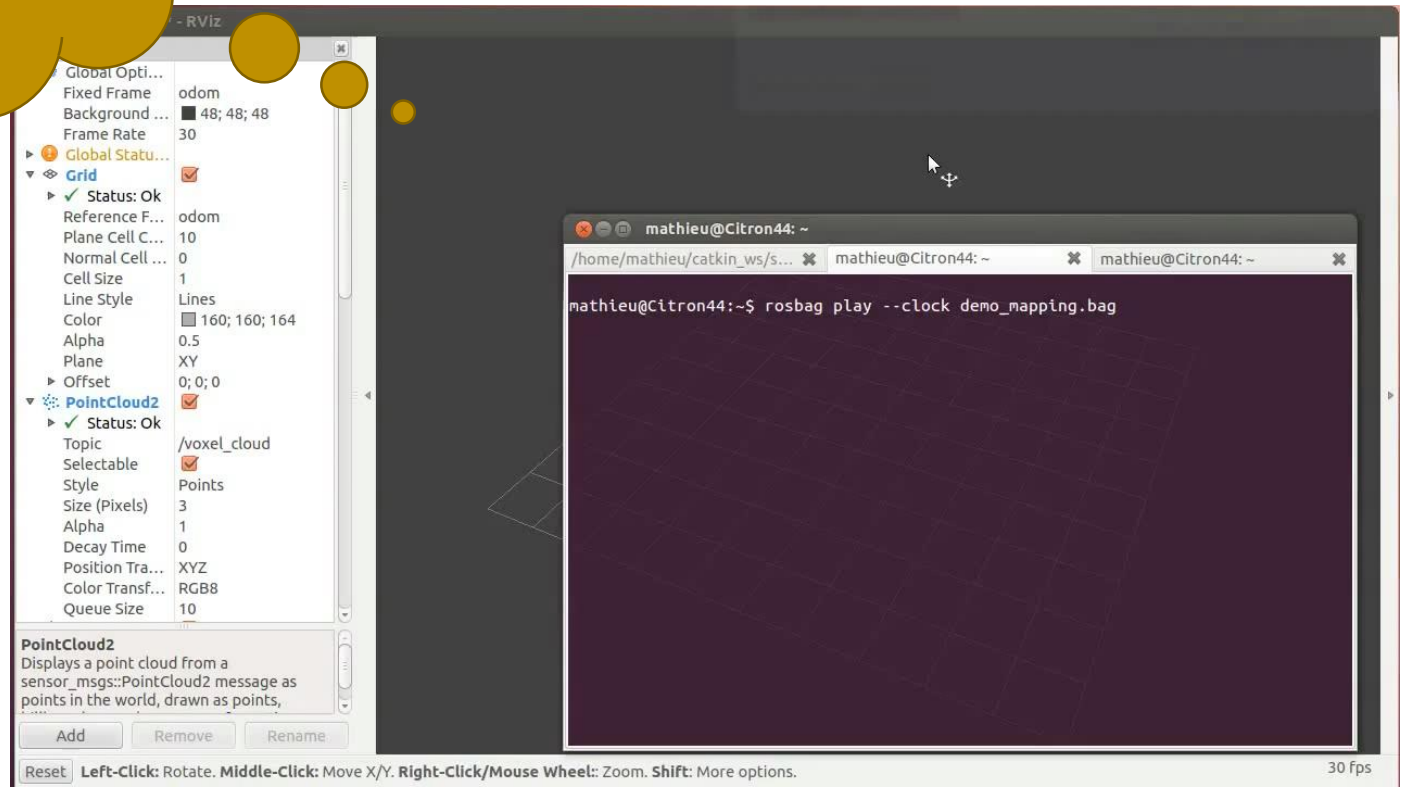 - RViz
Global Opti...
Fixed Frame odom
Background ... 48; 48; 48
Frame Rate 30
Global Statu...
Grid
Status: Ok
Reference F... odom
Plane Cell C... 10
Normal Cell ... 0
Cell Size 1
Line Style Lines
Color 160; 160; 164
Alpha 0.5
Plane XY
Offset 0; 0; 0
PointCloud2
Status: Ok
Topic /voxel_cloud
Selectable
Style Points
Size (Pixels) 3
Alpha 1
Decay Time 0
Position Tra... XYZ
Color Transf... RGB8
Queue Size 10
PointCloud2
Displays a point cloud from a
sensor_msgs::PointCloud2 message as
points in the world, drawn as points,
Add Remove Rename
mathieu@Citron44: ~
/home/mathieu/catkin_ws/s... mathieu@Citron44: ~ mathieu@Citron44: ~
mathieu@Citron44:~$ rosbag play --clock demo_mapping.bag
Reset Left-Click: Rotate. Middle-Click: Move X/Y. Right-Click/Mouse Wheel:: Zoom. Shift: More options. 30 fps